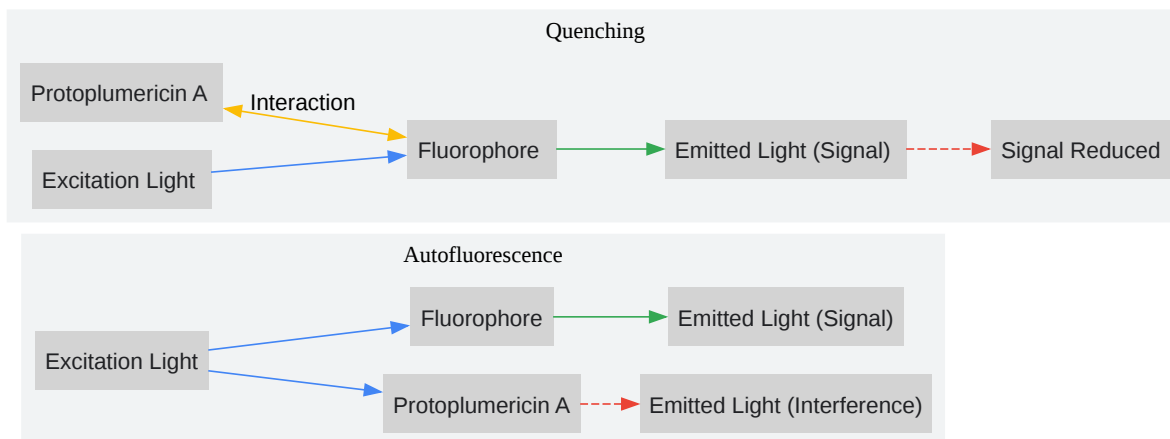 Quenching
Protoplumericin A
Interaction
Excitation Light
Fluorophore
Emitted Light (Signal)
Signal Reduced
Autofluorescence
Excitation Light
Fluorophore
Emitted Light (Signal)
Protoplumericin A
Emitted Light (Interference)